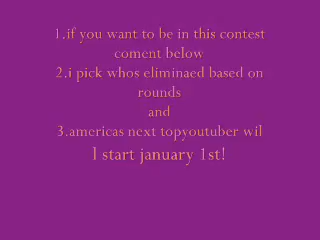 1.if you want to be in this contest
coment below
2.i pick whos eliminaed based on
rounds
and
3.americas next topyoutuber wil
l start january 1st!